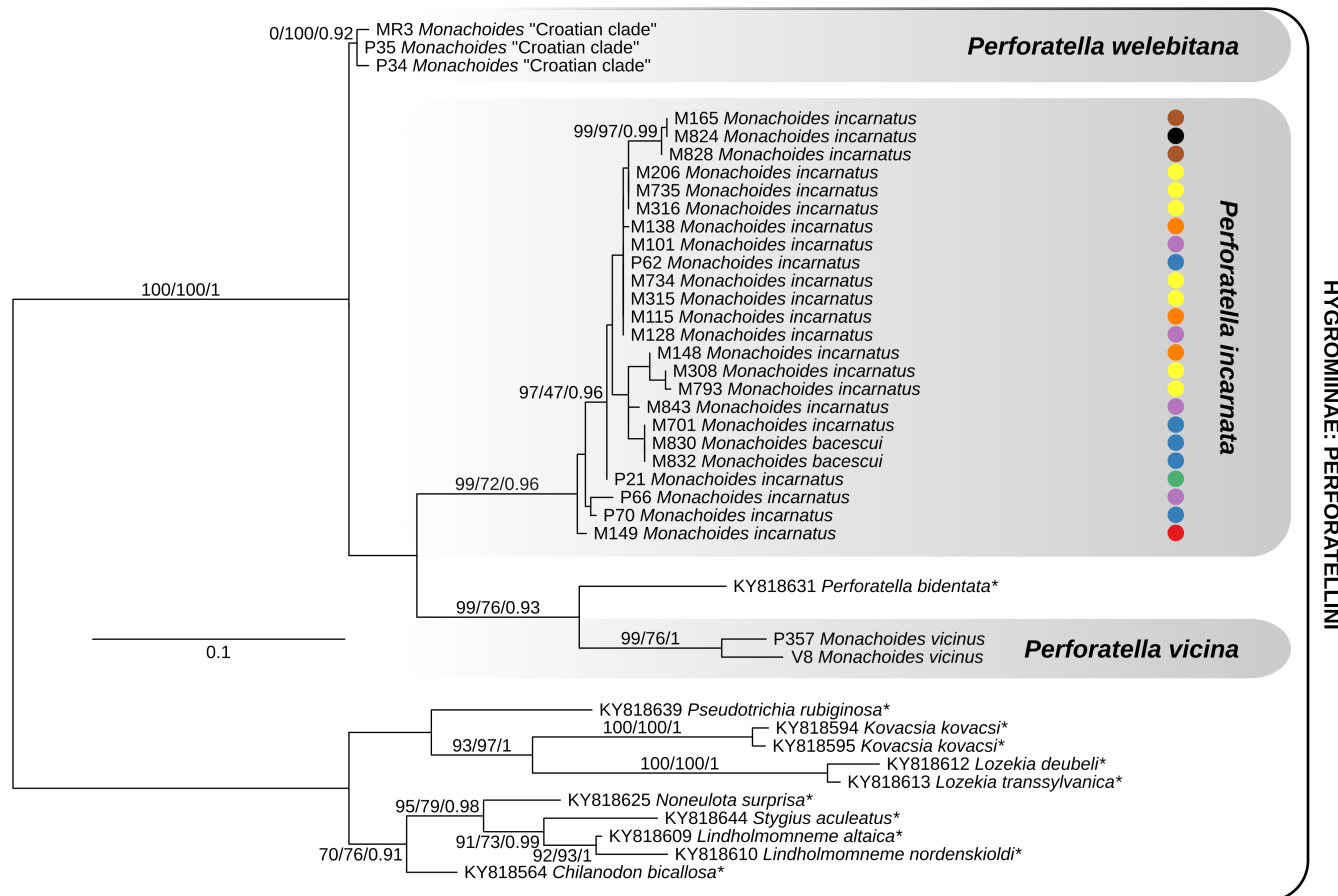 0/100/0.92
MR3 Monachoides "Croatian clade"
P35 Monachoides "Croatian clade"
P34 Monachoides "Croatian clade"
Perforatella welebitana
99/97/0.99
M165 Monachoides incarnatus
M824 Monachoides incarnatus
M828 Monachoides incarnatus
M206 Monachoides incarnatus
M735 Monachoides incarnatus
M316 Monachoides incarnatus
M138 Monachoides incarnatus
M101 Monachoides incarnatus
P62 Monachoides incarnatus
M734 Monachoides incarnatus
100/100/1
M315 Monachoides incarnatus
M115 Monachoides incarnatus
M128 Monachoides incarnatus
M148 Monachoides incarnatus
M308 Monachoides incarnatus
M793 Monachoides incarnatus
97/47/0.96
M843 Monachoides incarnatus
M701 Monachoides incarnatus
M830 Monachoides bacescui
M832 Monachoides bacescui
P21 Monachoides incarnatus
99/72/0.96
P66 Monachoides incarnatus
P70 Monachoides incarnatus
M149 Monachoides incarnatus
Perforatella incarnata
KY818631 Perforatella bidentata*
99/76/0.93
99/76/1
P357 Monachoides vicinus
V8 Monachoides vicinus
Perforatella vicina
0.1
KY818639 Pseudotrichia rubiginosa*
100/100/1
KY818594 Kovacsia kovacsi*
93/97/1
KY818595 Kovacsia kovacsi*
100/100/1
KY818612 Lozekia deubeli*
KY818613 Lozekia transsylvanica*
95/79/0.98
KY818625 Noneulota surprisa*
KY818644 Stygius aculeatus*
91/73/0.99
KY818609 Lindholmomneme altaica*
92/93/1
KY818610 Lindholmomneme nordenskioldi*
70/76/0.91
KY818564 Chilanodon bicallosa*
HYGROMIINAE: PERFORATELLINI